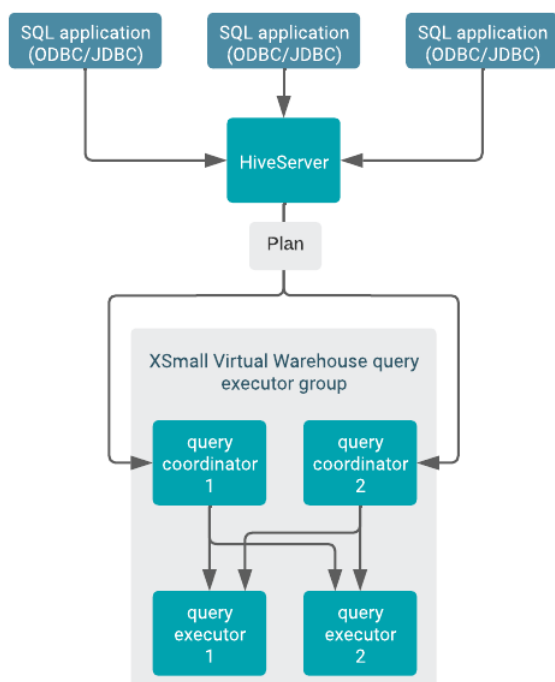 SQL application
(ODBC/JDBC)
SQL application
(ODBC/JDBC)
SQL application
(ODBC/JDBC)
HiveServer
Plan
XSmall Virtual Warehouse query
executor group
query
coordinator
1
query
coordinator
2
query
executor
1
query
executor
2